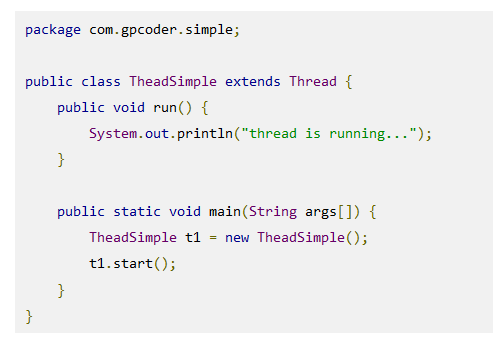 package com.gpcoder.simple;
public class TheadSimple extends Thread {
public void run() {
System.out.println("thread is running...");
}
public static void main(String args[]) {
TheadSimple t1 = new TheadSimple();
t1.start();
}
}